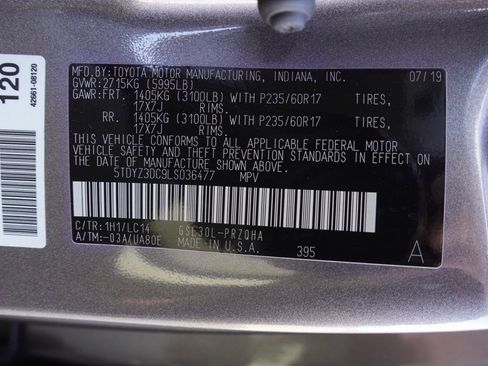 MFD.BY:TOYOTA MOTOR MANUFACTURING, INDIANA, INC. 07/19
GVWR:2715KG (5995LB)
GAWR:FRT. 1405KG (3100LB) WITH P235/60R17 TIRES,
17X7J RIMS,
RR. 1405KG (3100LB) WITH P235/60R17 TIRES,
17X7J RIMS.
THIS VEHICLE CONFORMS TO ALL APPLICABLE FEDERAL MOTOR
VEHICLE SAFETY AND THEFT PREVENTION STANDARDS IN EFFECT
ON THE DATE OF MANUFACTURE SHOWN ABOVE.
5TDYZ3DC9LS036477 MPV
C/TR:1H1/LC14 GSL30L-PRZQHA
A/TM:-03A/UA80E MADE IN U.S.A. 395 A
120
42661-08120